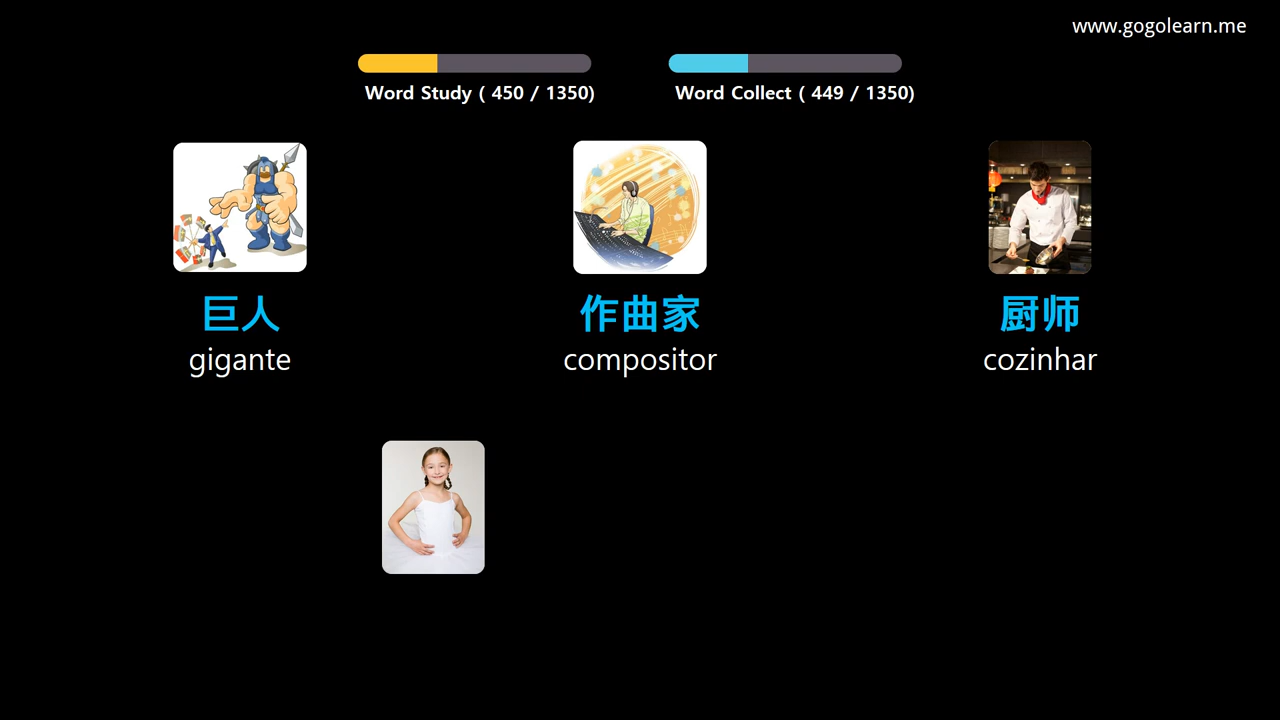 www.gogolearn.me
Word Study ( 450 / 1350)
Word Collect ( 449 / 1350)
巨人
gigante
作曲家
compositor
厨师
cozinhar